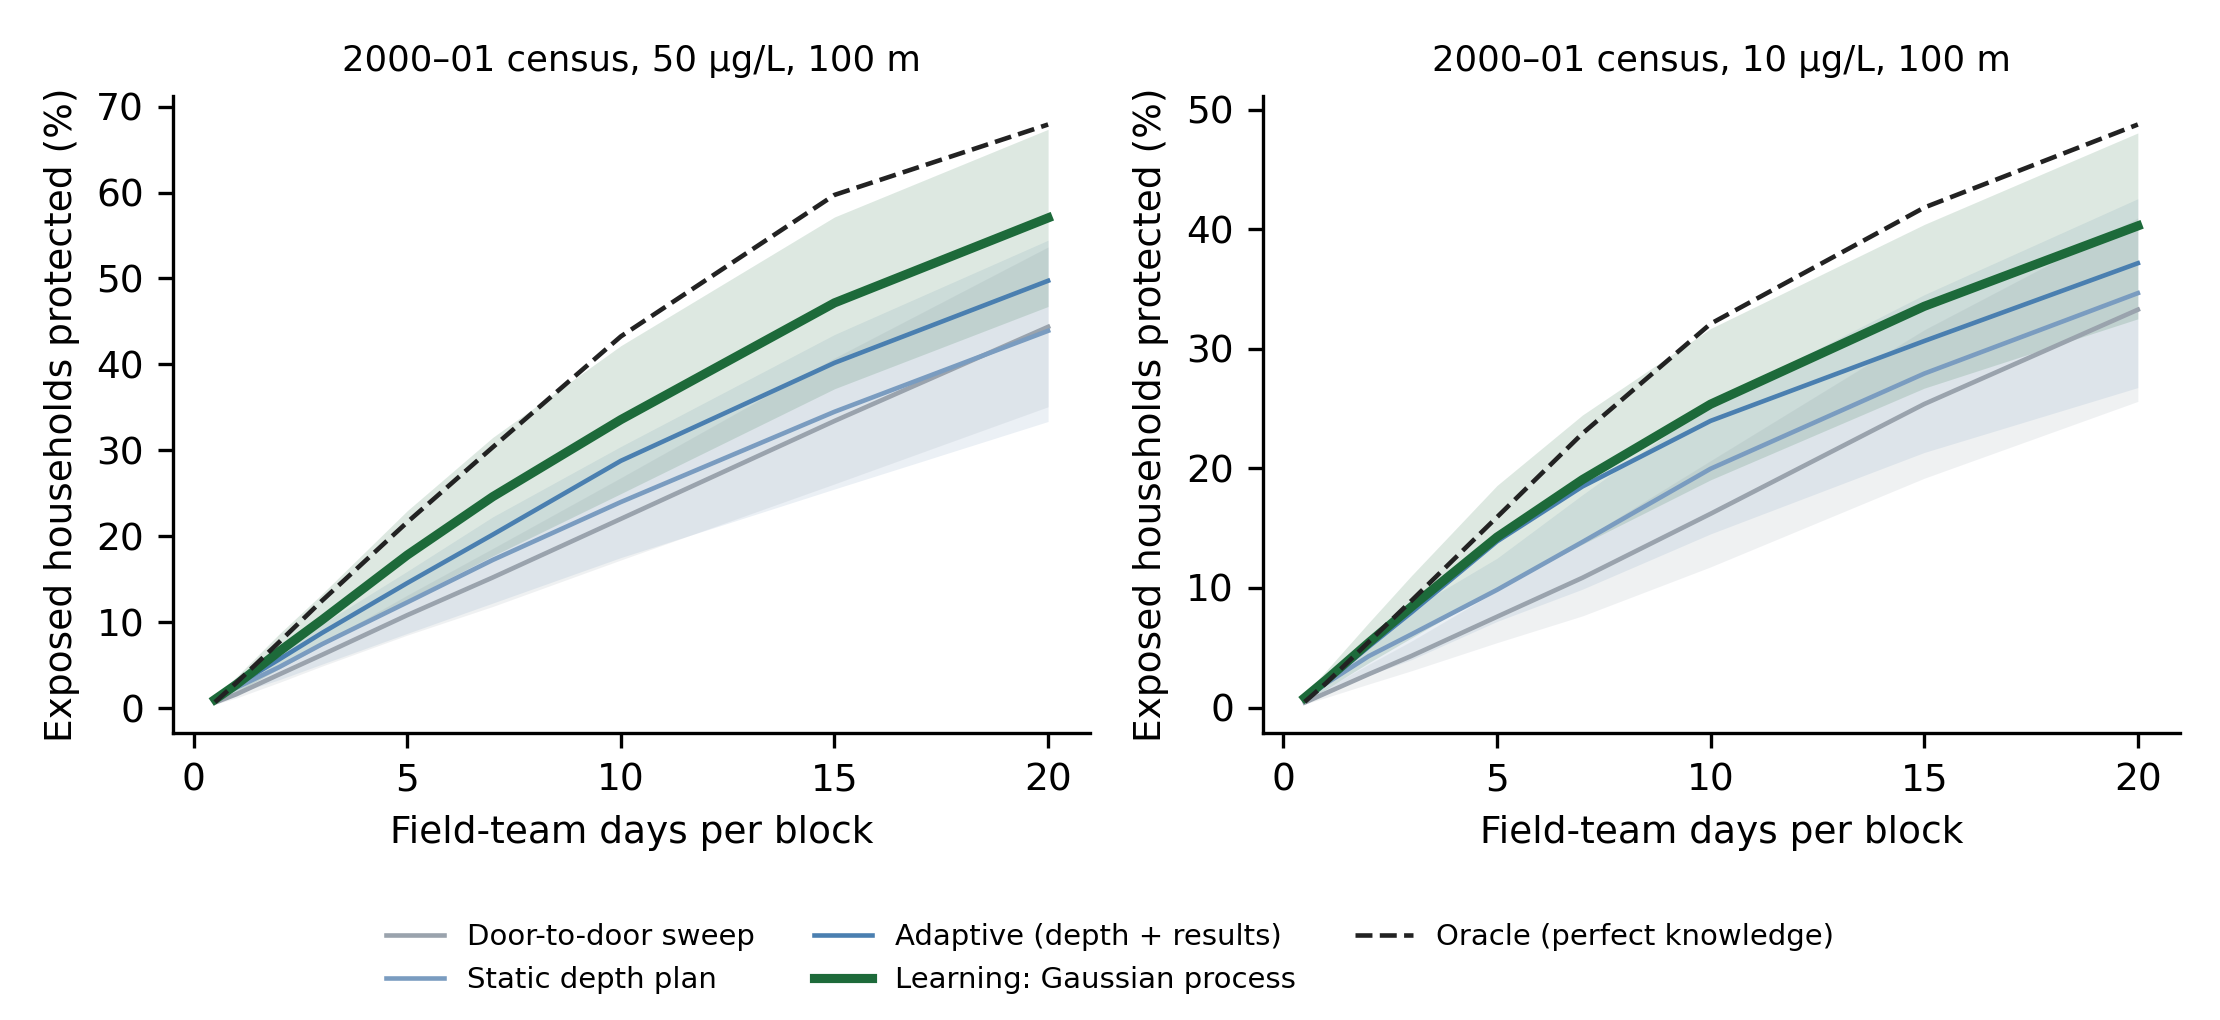 2000–01 census, 50 µg/L, 100 m
Exposed households protected (%)
70
60
50
40
30
20
10
0
0 5 10 15 20
Field-team days per block
2000–01 census, 10 µg/L, 100 m
Exposed households protected (%)
50
40
30
20
10
0
0 5 10 15 20
Field-team days per block
Door-to-door sweep
Static depth plan
Adaptive (depth + results)
Learning: Gaussian process
Oracle (perfect knowledge)